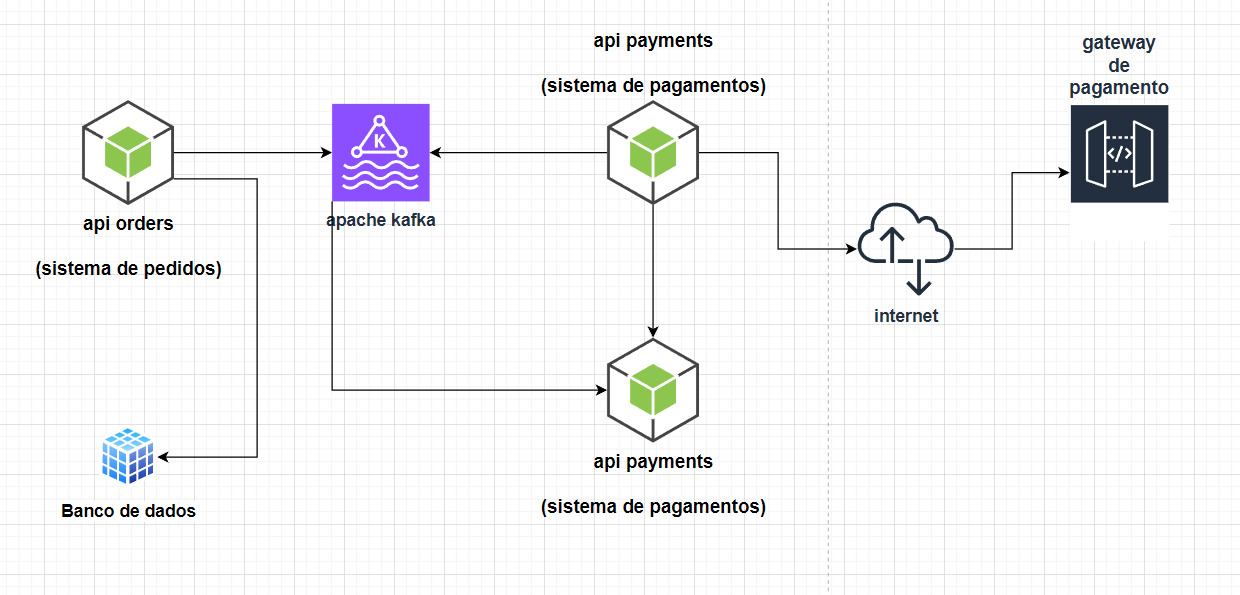 api payments
(sistema de pagamentos)
gateway
de
pagamento
</>
K
api orders
(sistema de pedidos)
apache kafka
internet
api payments
(sistema de pagamentos)
Banco de dados